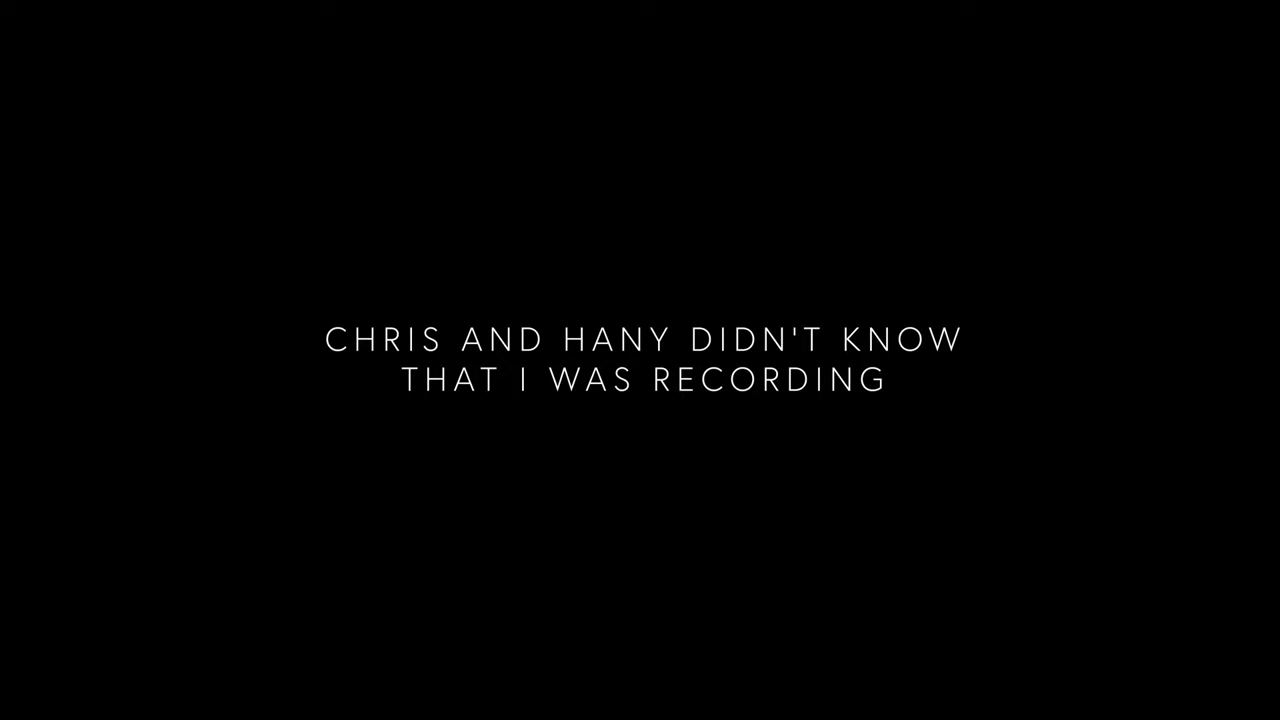 CHRIS AND HANY DIDN'T KNOW
THAT I WAS RECORDING